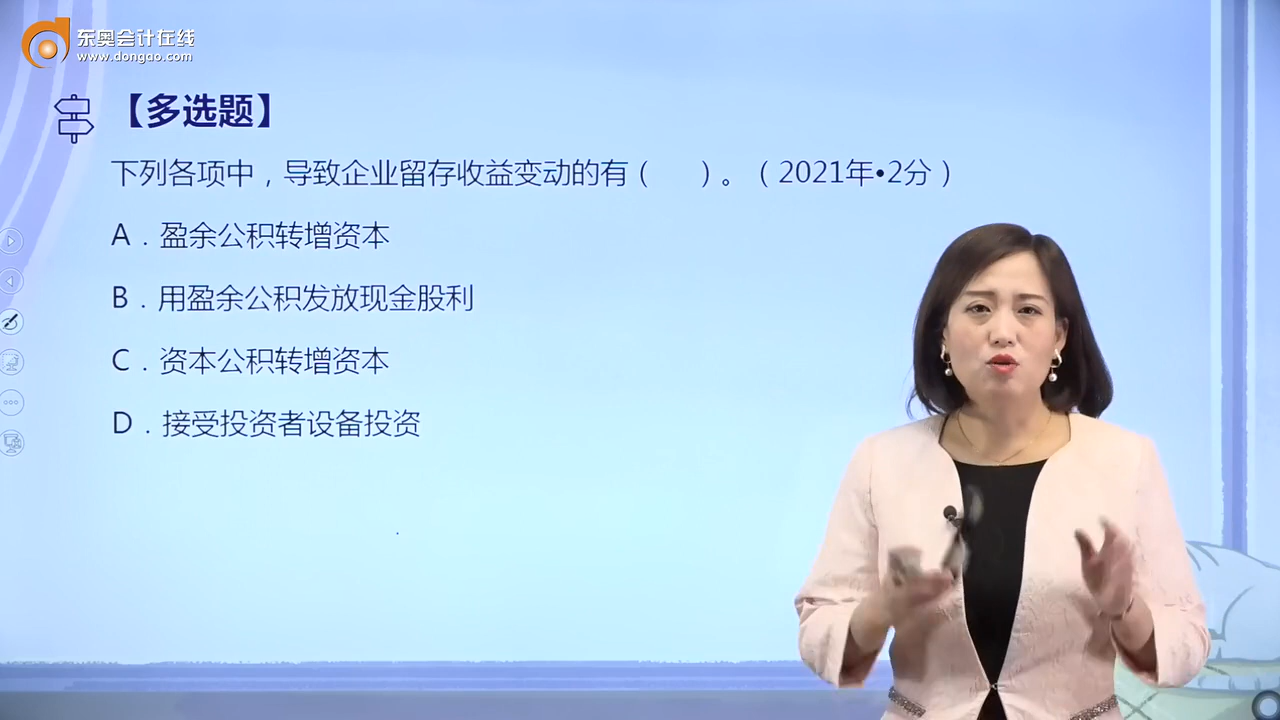 东奥会计在线
www.dongao.com
【多选题】
下列各项中，导致企业留存收益变动的有（　　）。（2021年•2分）
A．盈余公积转增资本
B．用盈余公积发放现金股利
C．资本公积转增资本
D．接受投资者设备投资